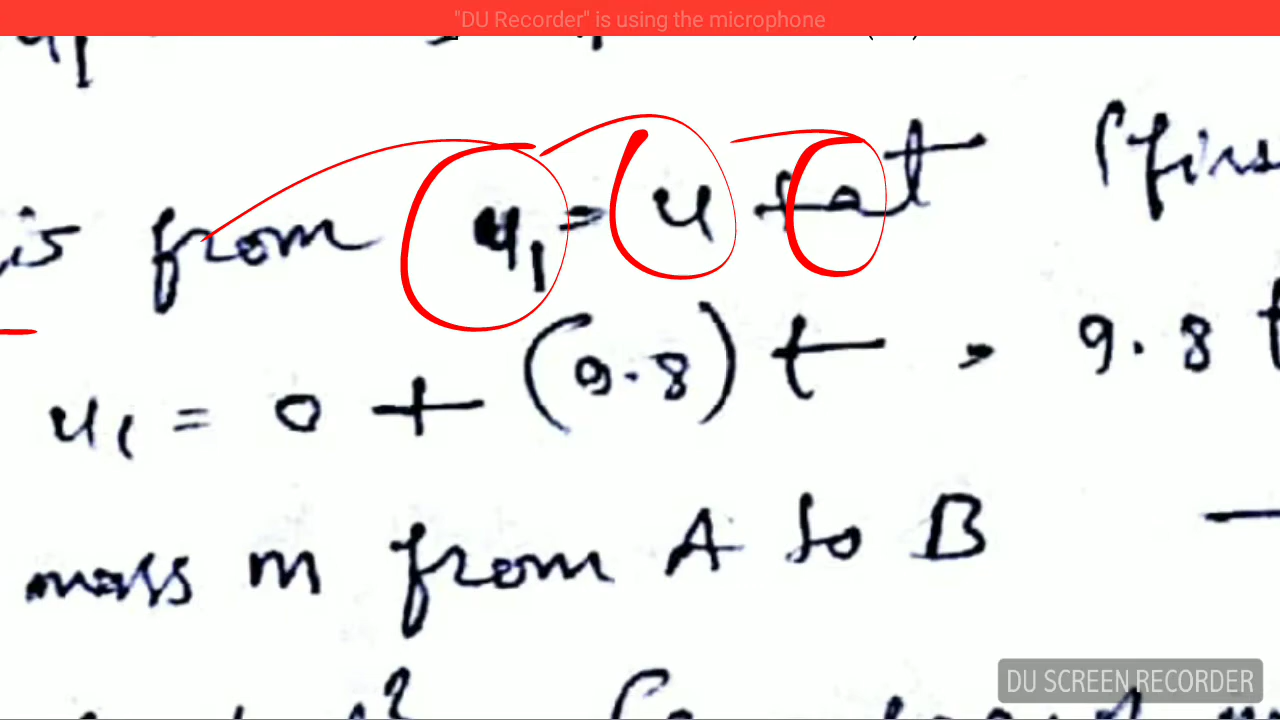 "DU Recorder" is using the microphone
is from u₁ = u + at (firs
u₁ = 0 + (9.8) t = 9.8 t
mass m from A to B —
DU SCREEN RECORDER